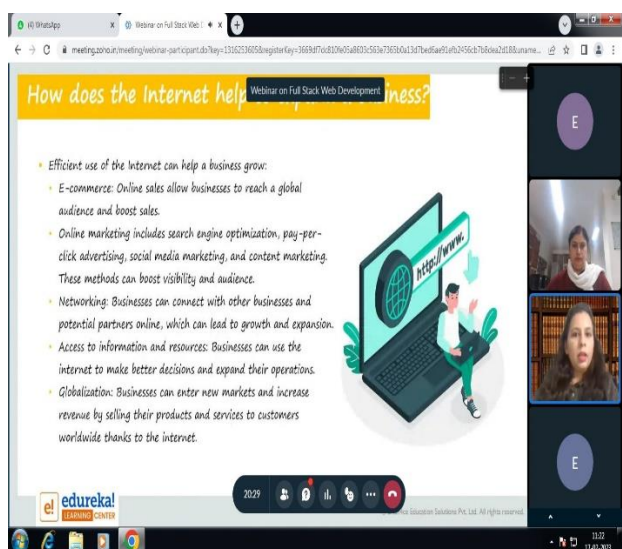 (4) WhatsApp
Webinar on Full Stack Web D
meeting.zoho.in/meeting/webinar-participant.do?key=
Webinar on Full Stack Web Development
How does the Internet help
iness?
• Efficient use of the Internet can help a business grow:
• E-commerce: Online sales allow businesses to reach a global
audience and boost sales.
• Online marketing includes search engine optimization, pay-per-
click advertising, social media marketing, and content marketing.
These methods can boost visibility and audience.
• Networking: Businesses can connect with other businesses and
potential partners online, which can lead to growth and expansion.
• Access to information and resources: Businesses can use the
internet to make better decisions and expand their operations.
• Globalization: Businesses can enter new markets and increase
revenue by selling their products and services to customers
worldwide thanks to the internet.
http://www.
E
E
e! edureka!
LEARNING CENTER
20:29
Education Solutions Pvt. Ltd. All rights reserved.
11:22